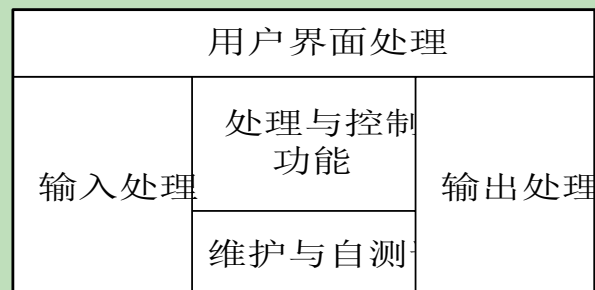 用户界面处理
处理与控制
功能
输入处理
输出处理
维护与自测